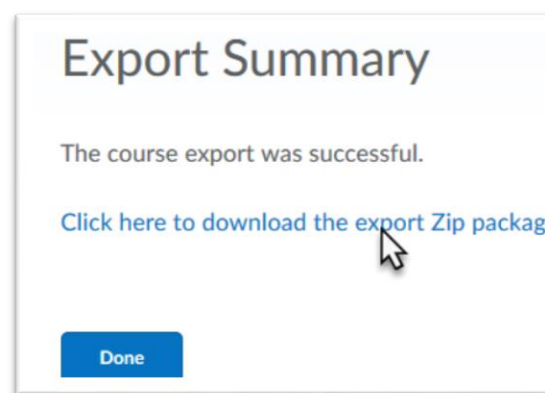 Export Summary
The course export was successful.
Click here to download the export Zip packag
Done